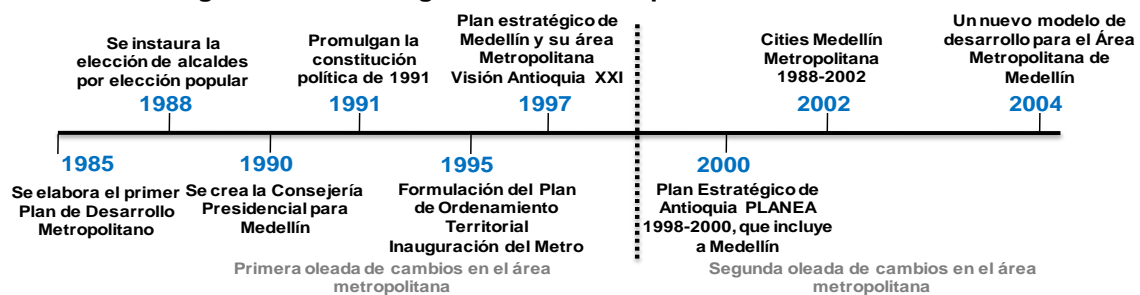 Se instaura la
elección de alcaldes
por elección popular
1988
Promulgan la
constitución
política de 1991
1991
Plan estratégico de
Medellín y su área
Metropolitana
Visión Antioquia XXI
1997
Cities Medellín
Metropolitana
1988-2002
2002
Un nuevo modelo de
desarrollo para el Área
Metropolitana de
Medellín
2004
1985
Se elabora el primer
Plan de Desarrollo
Metropolitano
1990
Se crea la Consejería
Presidencial para
Medellín
1995
Formulación del Plan
de Ordenamiento
Territorial
Inauguración del Metro
2000
Plan Estratégico de
Antioquia PLANEA
1998-2000, que incluye
a Medellín
Primera oleada de cambios en el área
metropolitana
Segunda oleada de cambios en el área
metropolitana